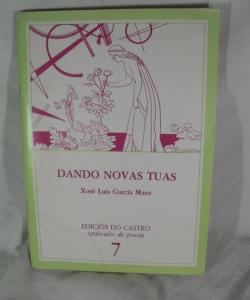 DANDO NOVAS TUAS
Xosé Luis García Mato
EDICIÓS DO CASTRO
opúsculos de poesía
7